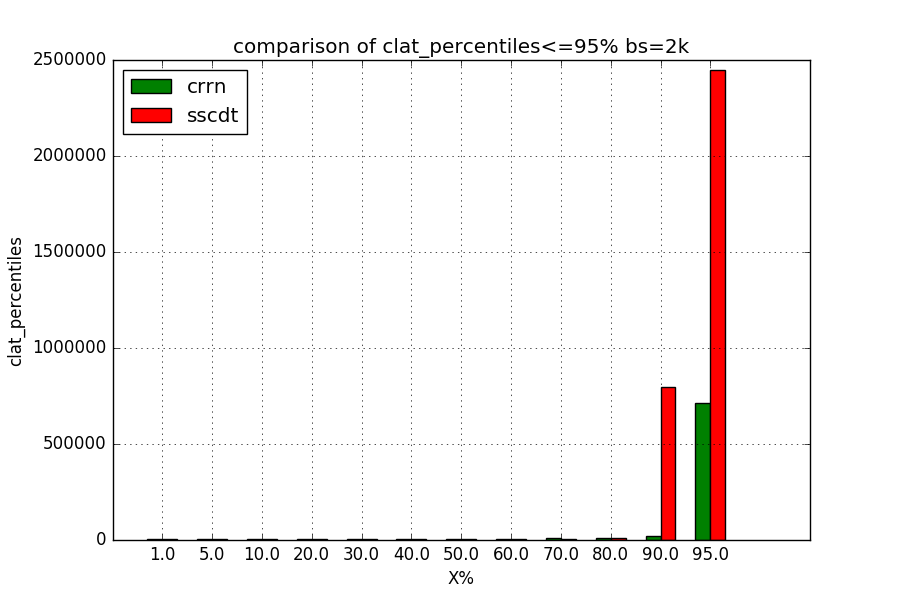 comparison of clat_percentiles<=95% bs=2k
crrn
sscdt
2500000
2000000
1500000
1000000
500000
0
clat_percentiles
1.0 5.0 10.0 20.0 30.0 40.0 50.0 60.0 70.0 80.0 90.0 95.0
X%